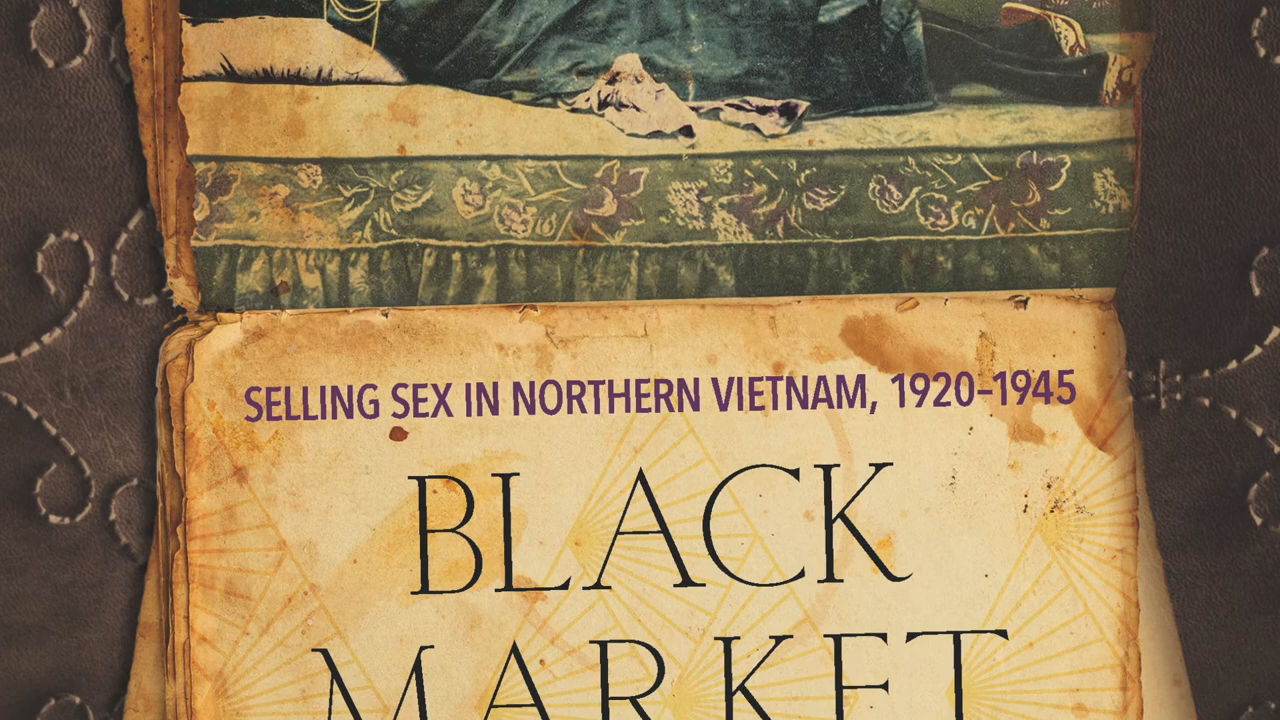 SELLING SEX IN NORTHERN VIETNAM, 1920–1945
BLACK
MARKET